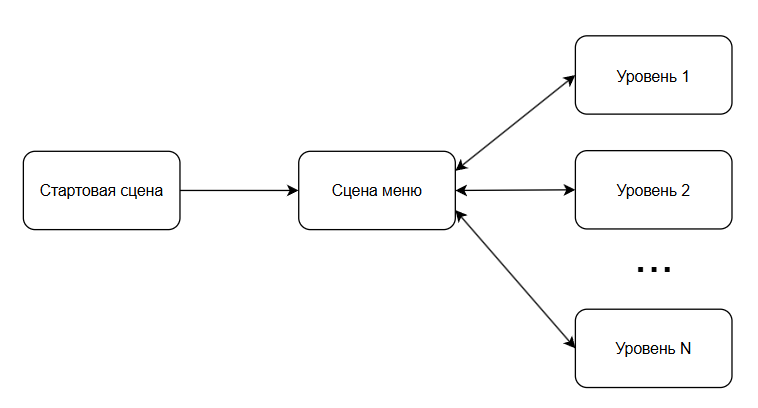 Уровень 1
Стартовая сцена
Сцена меню
Уровень 2
...
Уровень N